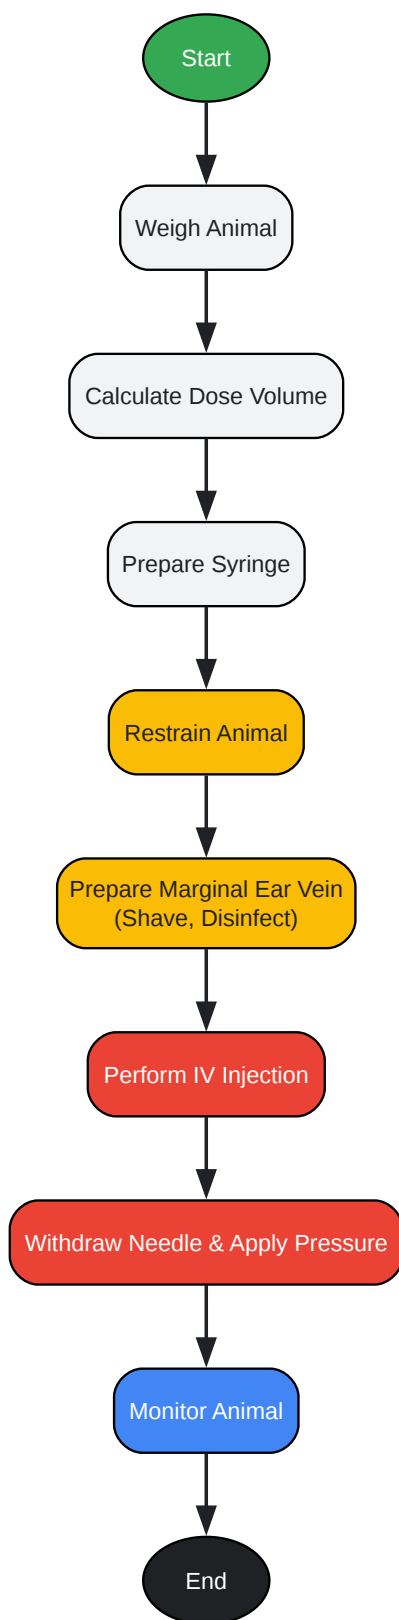 Start
Weigh Animal
Calculate Dose Volume
Prepare Syringe
Restrain Animal
Prepare Marginal Ear Vein
(Shave, Disinfect)
Perform IV Injection
Withdraw Needle & Apply Pressure
Monitor Animal
End